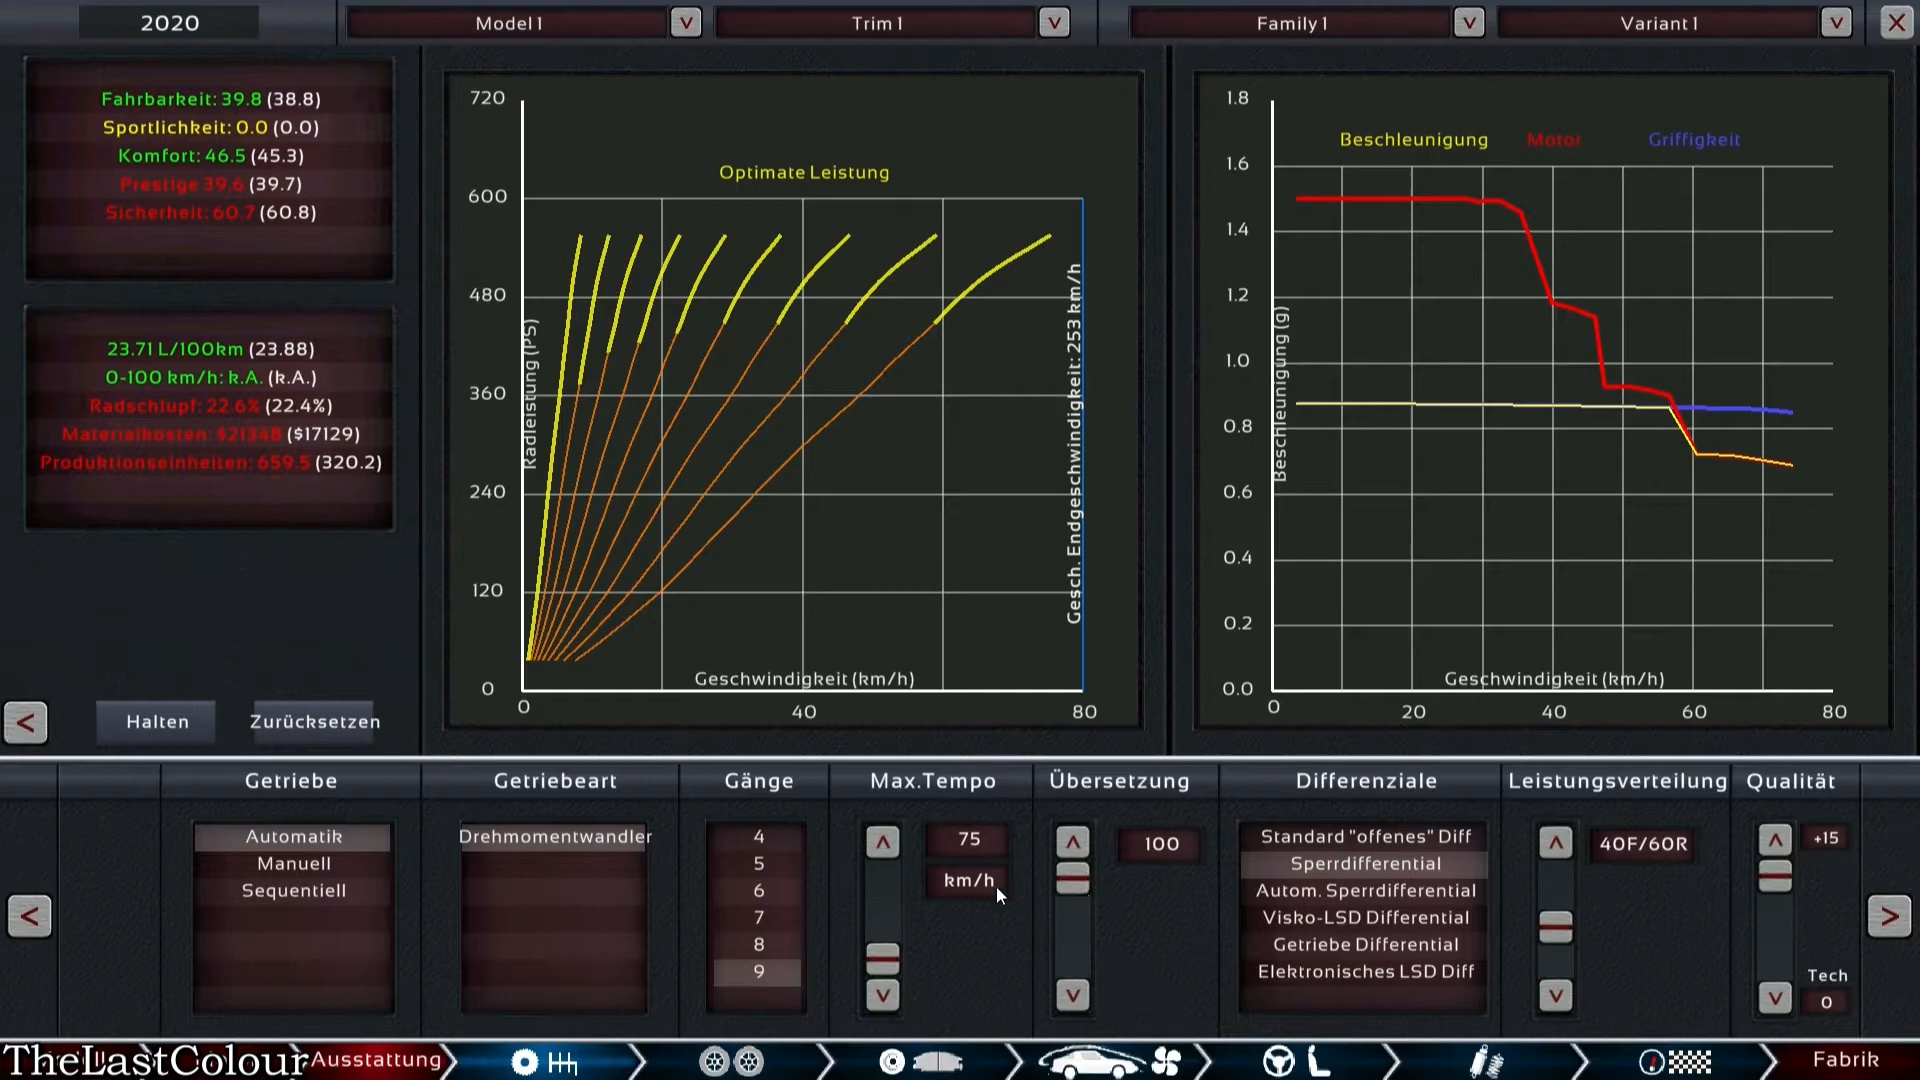 2020
Model 1
Trim 1
Family 1
Variant 1
Fahrbarkeit: 39.8 (38.8)
Sportlichkeit: 0.0 (0.0)
Komfort: 46.5 (45.3)
Prestige 39.6 (39.7)
Sicherheit: 60.7 (60.8)
23.71 L/100km (23.88)
0-100 km/h: k.A. (k.A.)
Radschlupf: 22.6% (22.4%)
Materialkosten: $21348 ($17129)
Produktionseinheiten: 659.5 (320.2)
Halten
Zurücksetzen
720
600
480
360
240
120
0
Optimate Leistung
Radleistung (PS)
Gesch. Endgeschwindigkeit: 253 km/h
Geschwindigkeit (km/h)
0
40
80
1.8
1.6
1.4
1.2
1.0
0.8
0.6
0.4
0.2
0.0
Beschleunigung
Motor
Griffigkeit
Beschleunigung (g)
Geschwindigkeit (km/h)
0
20
40
60
80
Getriebe
Automatik
Manuell
Sequentiell
Getriebeart
Drehmomentwandler
Gänge
4
5
6
7
8
9
Max.Tempo
75
km/h
Übersetzung
100
Differenziale
Standard "offenes" Diff
Sperrdifferential
Autom. Sperrdifferential
Visko-LSD Differential
Getriebe Differential
Elektronisches LSD Diff
Leistungsverteilung
40F/60R
Qualität
+15
Tech
0
TheLastColour
Ausstattung
Fabrik